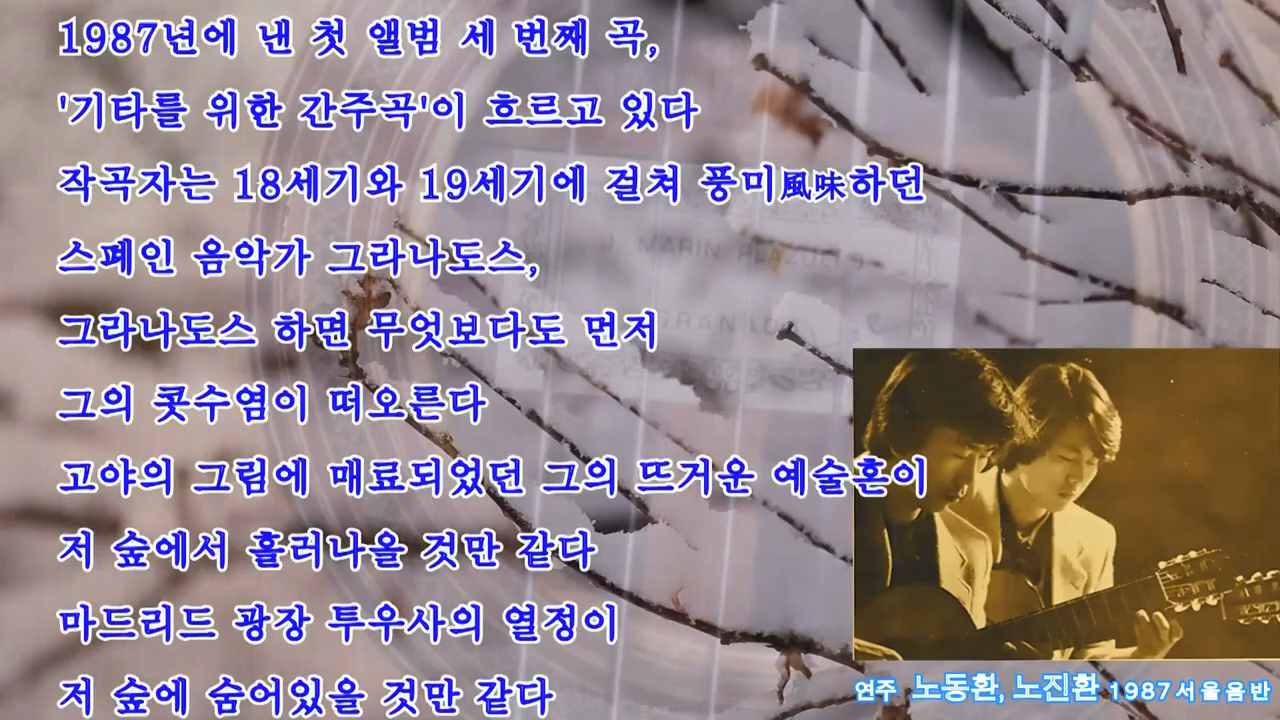 1987년에 낸 첫 앨범 세 번째 곡,
'기타를 위한 간주곡'이 흐르고 있다
작곡자는 18세기와 19세기에 걸쳐 풍미風味하던
스페인 음악가 그라나도스,
그라나도스 하면 무엇보다도 먼저
그의 콧수염이 떠오른다
고야의 그림에 매료되었던 그의 뜨거운 예술혼이
저 숲에서 흘러나올 것만 같다
마드리드 광장 투우사의 열정이
저 숲에 숨어있을 것만 같다
J. MARIN PLAZUELO
GRAN
연주 노동환, 노진환 1987서울음반